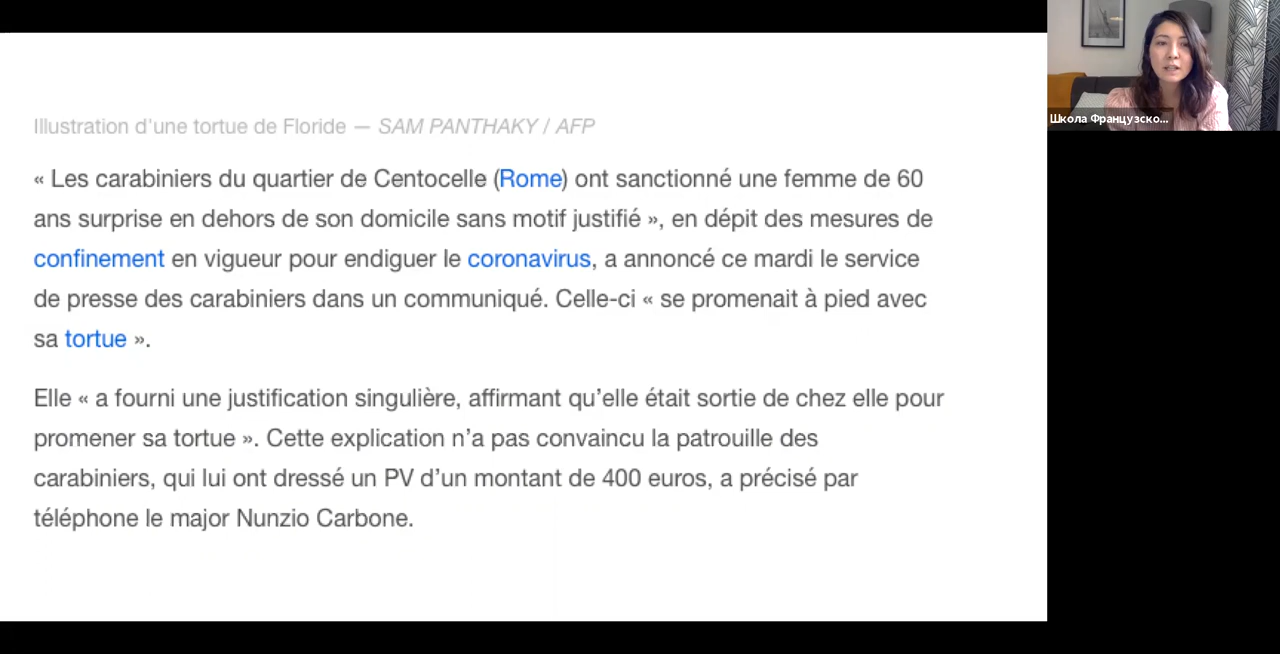 Illustration d'une tortue de Floride — SAM PANTHAKY / AFP
« Les carabiniers du quartier de Centocelle (Rome) ont sanctionné une femme de 60
ans surprise en dehors de son domicile sans motif justifié », en dépit des mesures de
confinement en vigueur pour endiguer le coronavirus, a annoncé ce mardi le service
de presse des carabiniers dans un communiqué. Celle-ci « se promenait à pied avec
sa tortue ».
Elle « a fourni une justification singulière, affirmant qu’elle était sortie de chez elle pour
promener sa tortue ». Cette explication n’a pas convaincu la patrouille des
carabiniers, qui lui ont dressé un PV d’un montant de 400 euros, a précisé par
téléphone le major Nunzio Carbone.
Школа Французско...